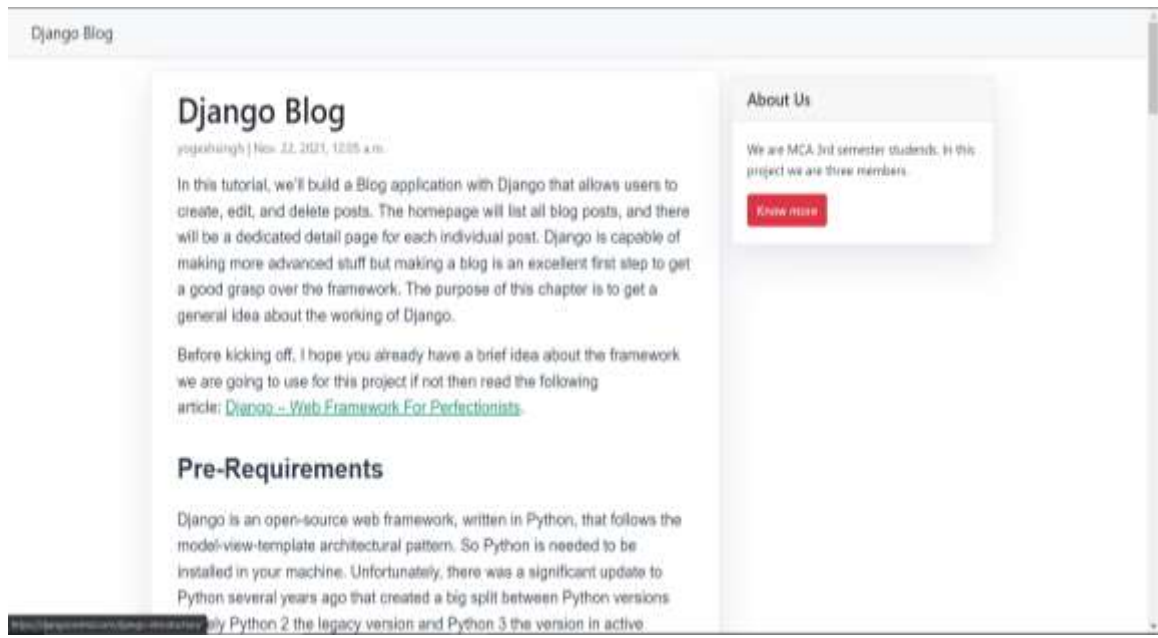 Django Blog
Django Blog
yogeshsingh | Nov. 22, 2021, 12:05 a.m.
In this tutorial, we'll build a Blog application with Django that allows users to
create, edit, and delete posts. The homepage will list all blog posts, and there
will be a dedicated detail page for each individual post. Django is capable of
making more advanced stuff but making a blog is an excellent first step to get
a good grasp over the framework. The purpose of this chapter is to get a
general idea about the working of Django.
Before kicking off, I hope you already have a brief idea about the framework
we are going to use for this project if not then read the following
article: Django – Web Framework For Perfectionists.
Pre-Requirements
Django is an open-source web framework, written in Python, that follows the
model-view-template architectural pattern. So Python is needed to be
installed in your machine. Unfortunately, there was a significant update to
Python several years ago that created a big split between Python versions
ely Python 2 the legacy version and Python 3 the version in active
About Us
We are MCA 3rd semester studends. In this
project we are three members.
Know more